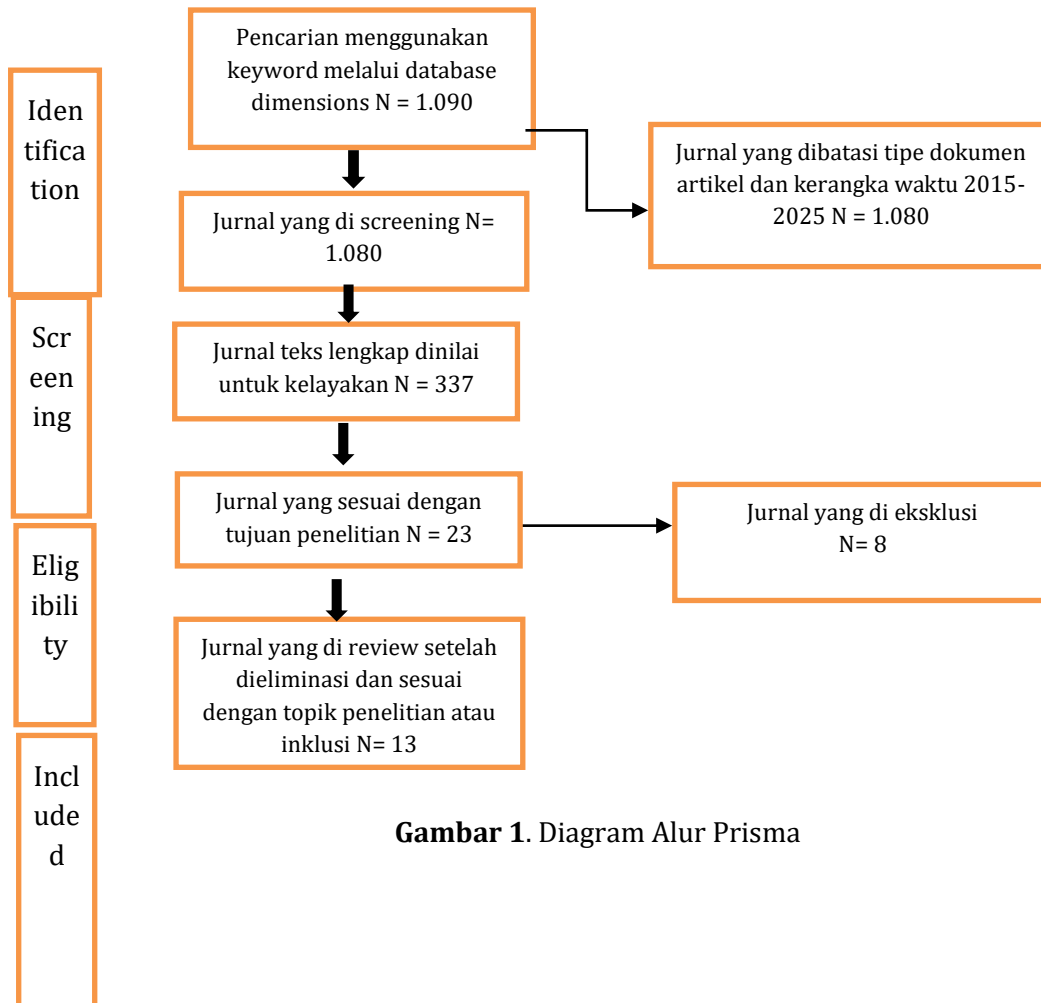 Iden
tifica
tion
Pencarian menggunakan
keyword melalui database
dimensions N = 1.090
Jurnal yang dibatasi tipe dokumen
artikel dan kerangka waktu 2015-
2025 N = 1.080
Jurnal yang di screening N=
1.080
Scr
een
ing
Jurnal teks lengkap dinilai
untuk kelayakan N = 337
Jurnal yang sesuai dengan
tujuan penelitian N = 23
Jurnal yang di eksklusi
N= 8
Elig
ibili
ty
Jurnal yang di review setelah
dieliminasi dan sesuai
dengan topik penelitian atau
inklusi N= 13
Incl
ude
d
Gambar 1. Diagram Alur Prisma